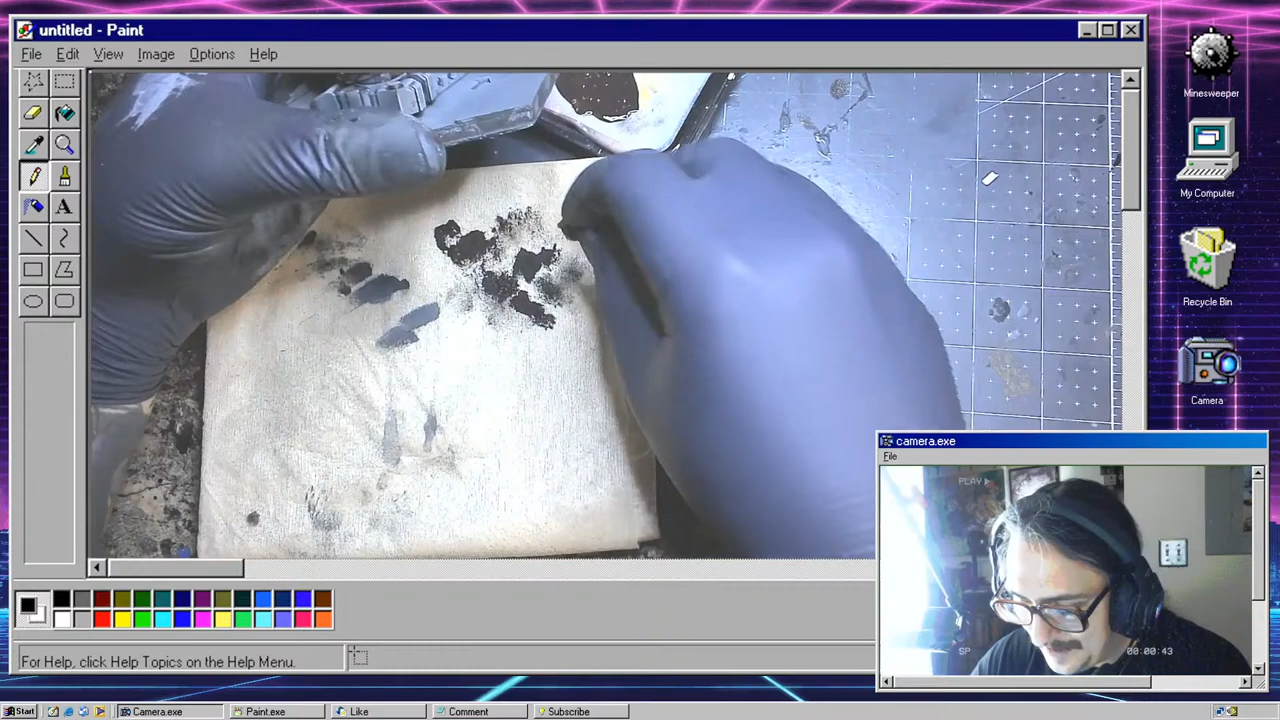 untitled - Paint
File Edit View Image Options Help
Minesweeper
My Computer
Recycle Bin
Camera
camera.exe
File
PLAY
SP
00:00:43
For Help, click Help Topics on the Help Menu.
Start Camera.exe Paint.exe Like Comment Subscribe